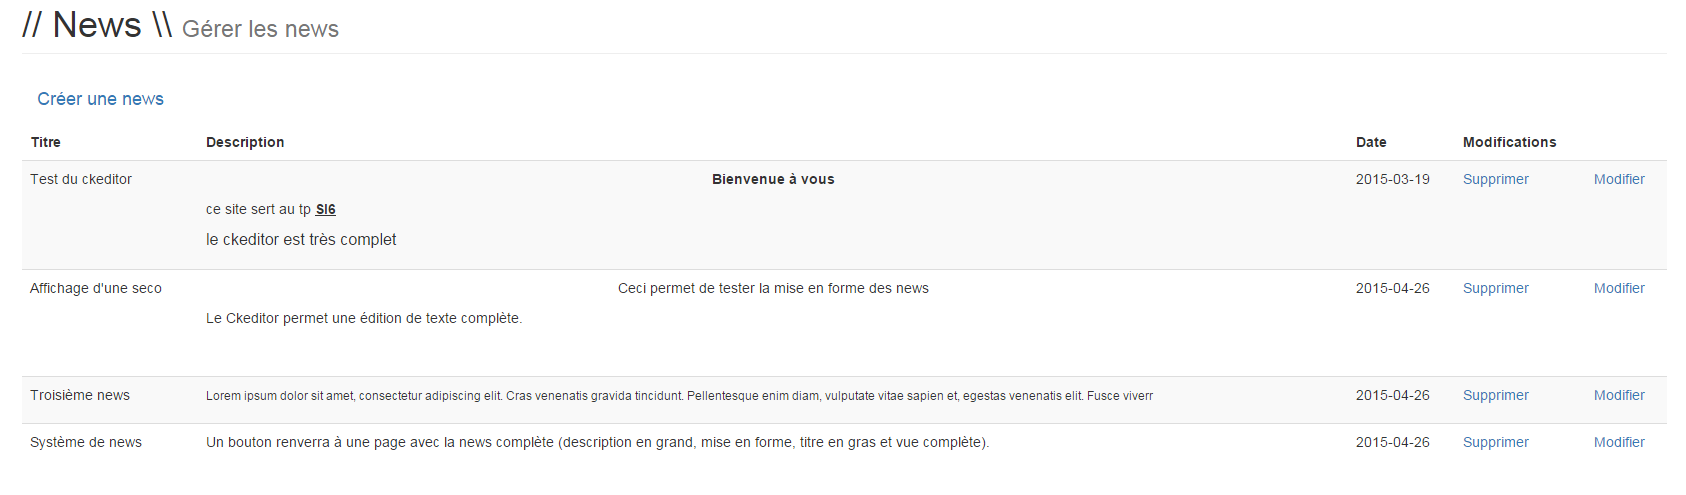 // News \\ Gérer les news
Créer une news
Titre Description Date Modifications
Test du ckeditor Bienvenue à vous 2015-03-19 Supprimer Modifier
ce site sert au tp SI6
le ckeditor est très complet
Affichage d'une seco Ceci permet de tester la mise en forme des news 2015-04-26 Supprimer Modifier
Le Ckeditor permet une édition de texte complète.
Troisième news Lorem ipsum dolor sit amet, consectetur adipiscing elit. Cras venenatis gravida tincidunt. Pellentesque enim diam, vulputate vitae sapien et, egestas venenatis elit. Fusce viverr 2015-04-26 Supprimer Modifier
Système de news Un bouton renverra à une page avec la news complète (description en grand, mise en forme, titre en gras et vue complète). 2015-04-26 Supprimer Modifier